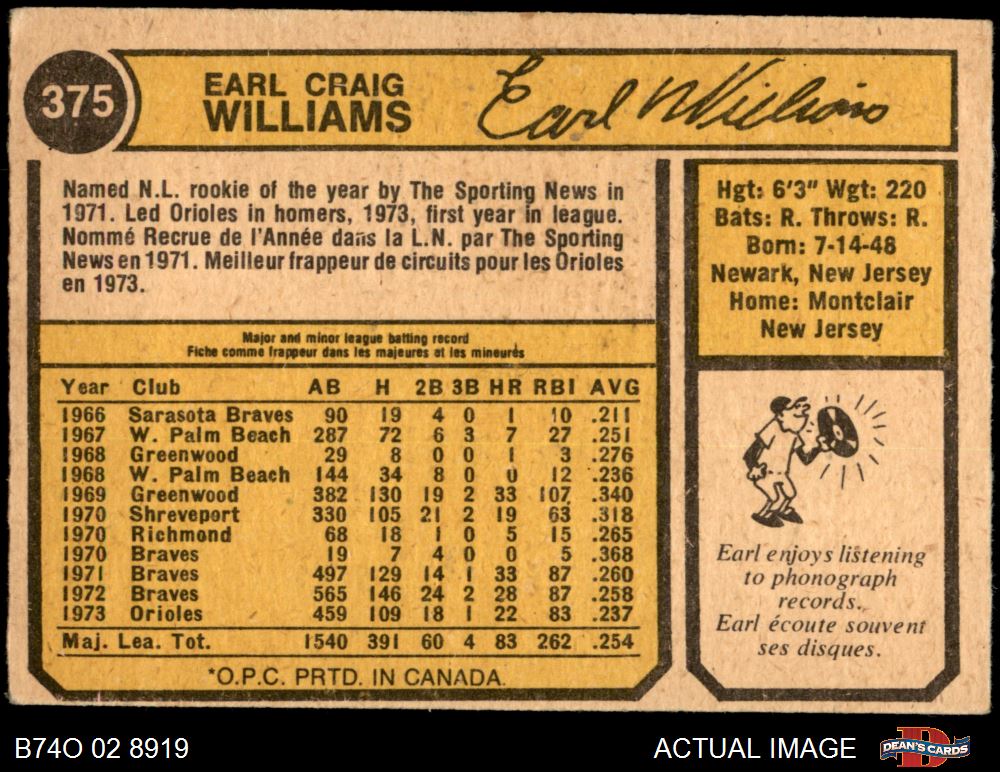 375
EARL CRAIG
WILLIAMS
Earl Williams
Named N.L. rookie of the year by The Sporting News in
1971. Led Orioles in homers, 1973, first year in league.
Nommé Recrue de l'Année dans la L.N. par The Sporting
News en 1971. Meilleur frappeur de circuits pour les Orioles
en 1973.
Hgt: 6'3" Wgt: 220
Bats: R. Throws: R.
Born: 7-14-48
Newark, New Jersey
Home: Montclair
New Jersey
Major and minor league batting record
Fiche comme frappeur dans les majeures et les mineures
Year Club AB H 2B 3B HR RBI AVG
1966 Sarasota Braves 90 19 4 0 1 10 .211
1967 W. Palm Beach 287 72 6 3 7 27 .251
1968 Greenwood 29 8 0 0 1 3 .276
1968 W. Palm Beach 144 34 8 0 0 12 .236
1969 Greenwood 382 130 19 2 33 107 .340
1970 Shreveport 330 105 21 2 19 63 .318
1970 Richmond 68 18 1 0 5 15 .265
1970 Braves 19 7 4 0 0 5 .368
1971 Braves 497 129 14 1 33 87 .260
1972 Braves 565 146 24 2 28 87 .258
1973 Orioles 459 109 18 1 22 83 .237
Maj. Lea. Tot. 1540 391 60 4 83 262 .254
*O.P.C. PRTD. IN CANADA.
Earl enjoys listening
to phonograph
records.
Earl écoute souvent
ses disques.
B74O 02 8919
ACTUAL IMAGE
DEAN'S CARDS